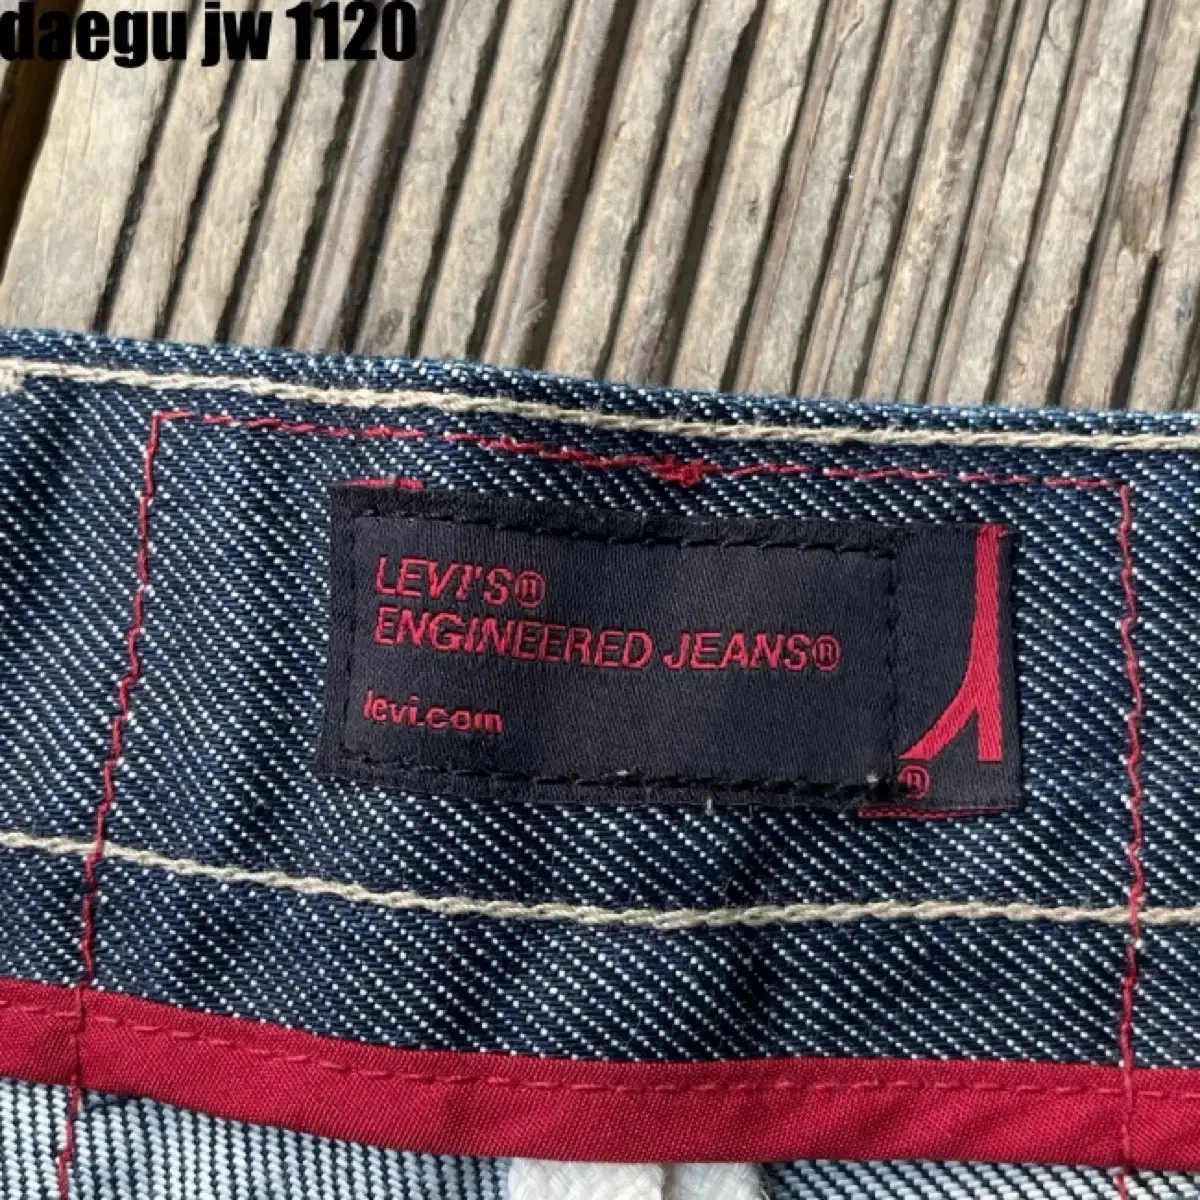 daegu jw 1120
LEVI'S®
ENGINEERED JEANS®
levi.com
®